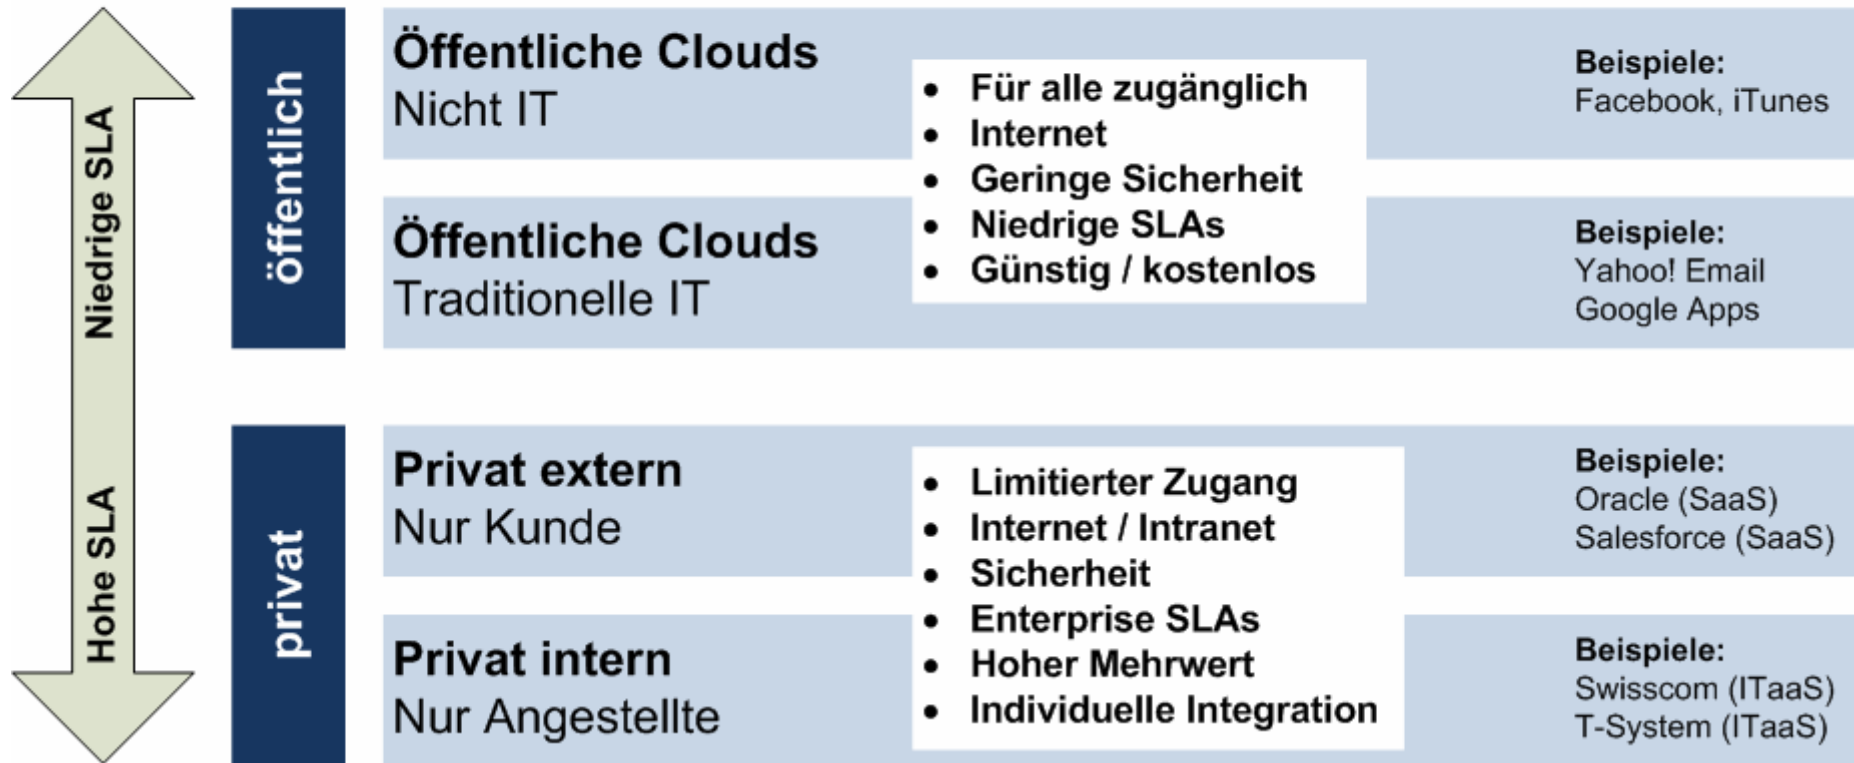 Niedrige SLA
Hohe SLA
öffentlich
Öffentliche Clouds
Nicht IT
Öffentliche Clouds
Traditionelle IT
• Für alle zugänglich
• Internet
• Geringe Sicherheit
• Niedrige SLAs
• Günstig / kostenlos
Beispiele:
Facebook, iTunes
Beispiele:
Yahoo! Email
Google Apps
privat
Privat extern
Nur Kunde
Privat intern
Nur Angestellte
• Limitierter Zugang
• Internet / Intranet
• Sicherheit
• Enterprise SLAs
• Hoher Mehrwert
• Individuelle Integration
Beispiele:
Oracle (SaaS)
Salesforce (SaaS)
Beispiele:
Swisscom (ITaaS)
T-System (ITaaS)